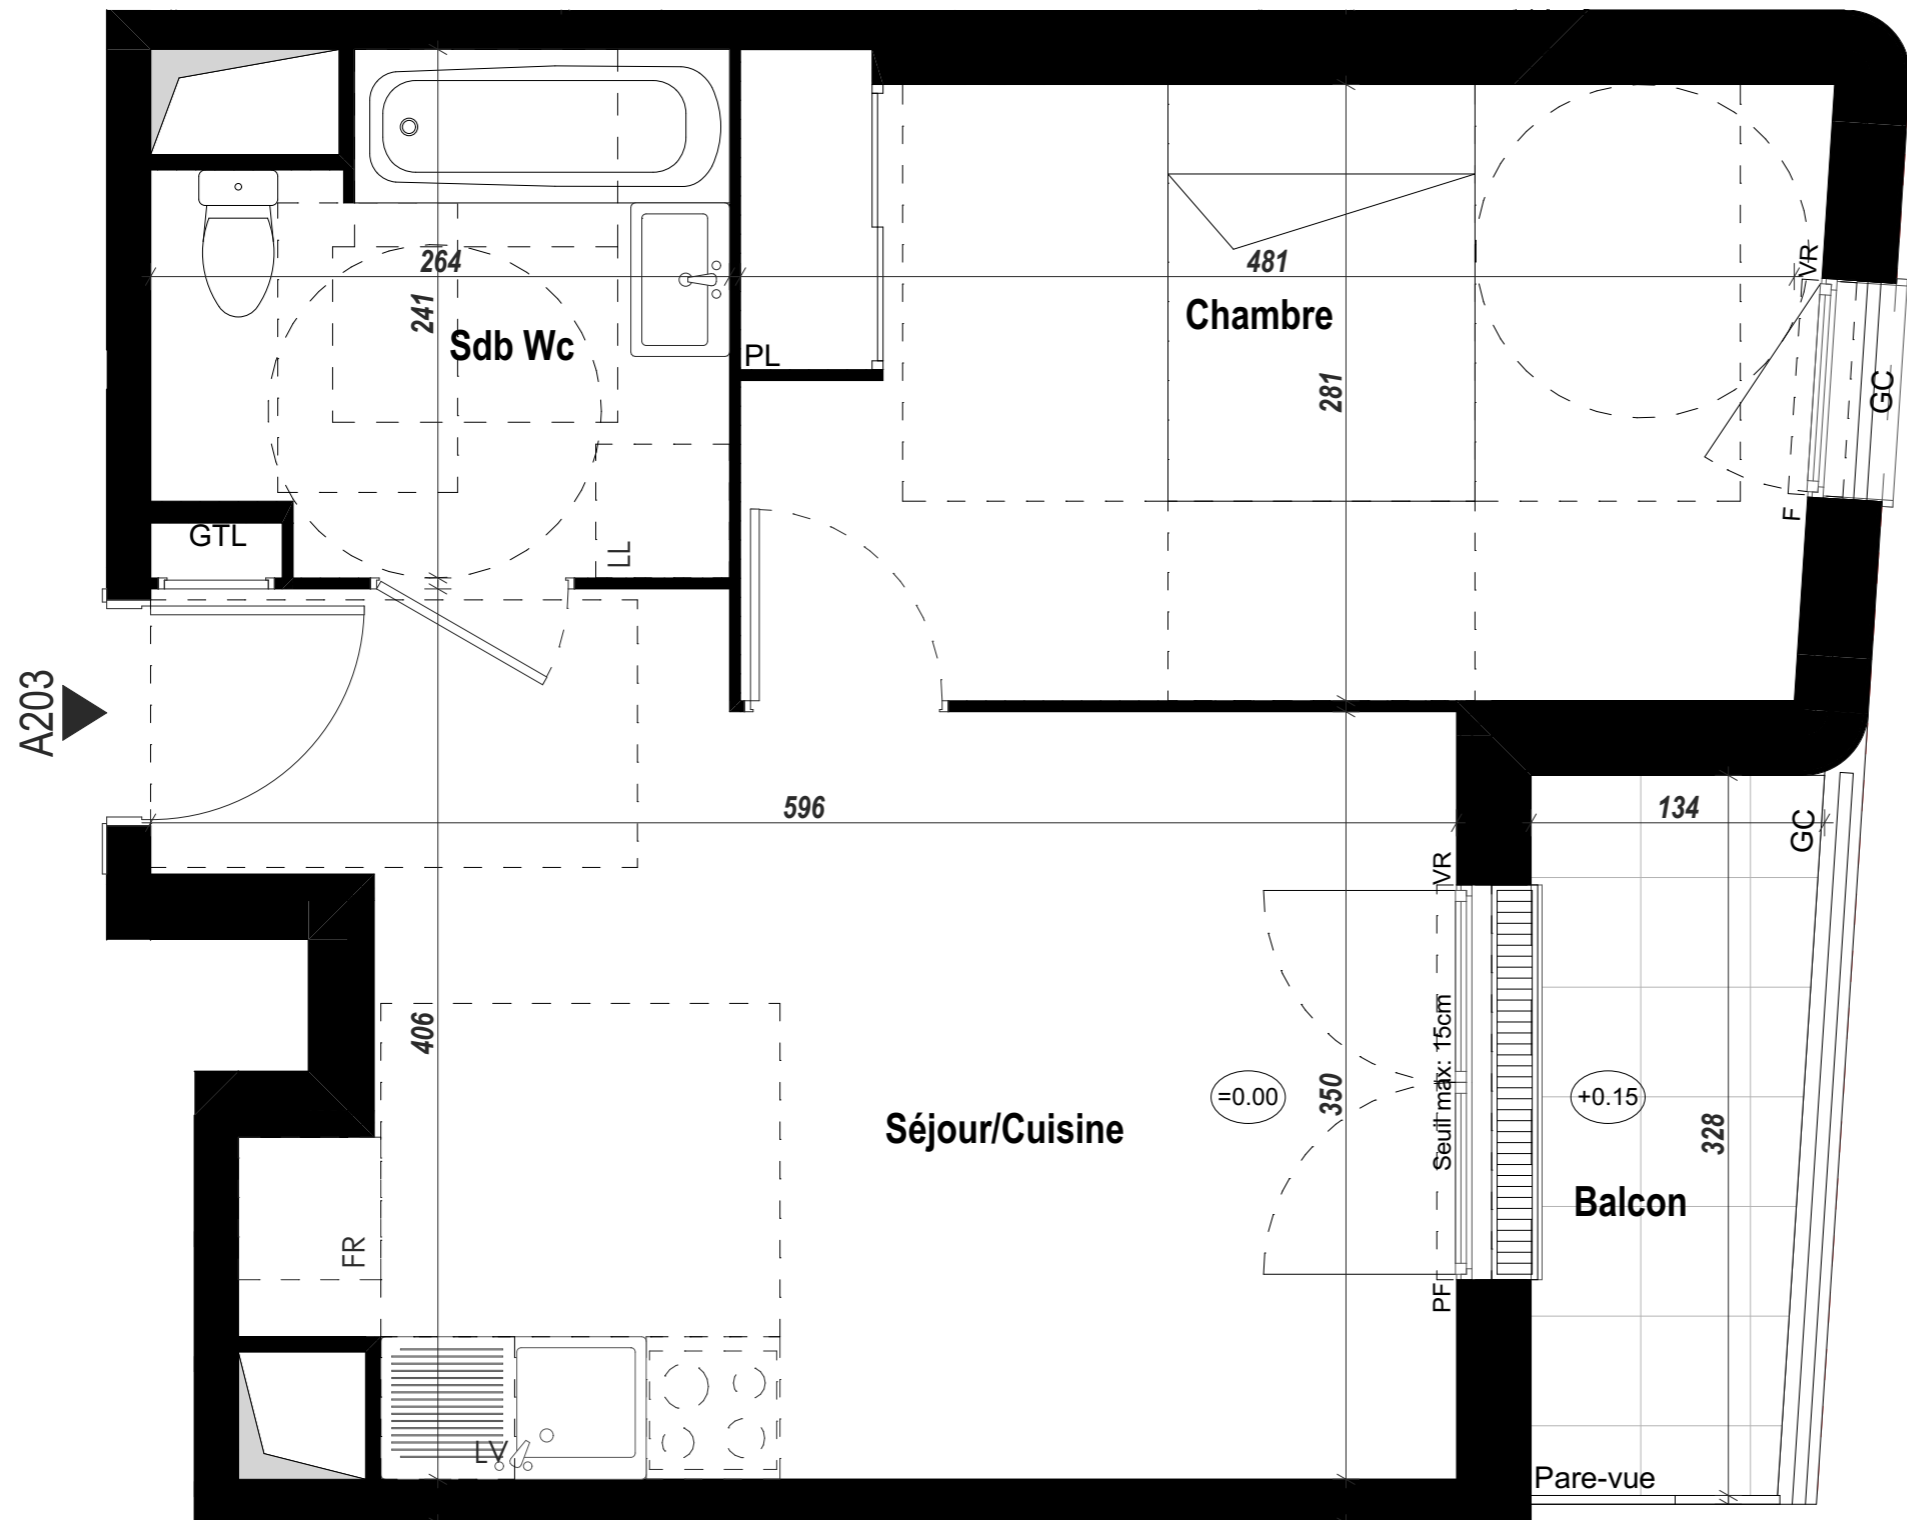 264
241
Sdb Wc
PL
481
Chambre
281
VR
GC
F
GTL
LL
A203
596
134
GC
VR
406
Séjour/Cuisine
=0.00
350
Seuil max: 15cm
+0.15
328
Balcon
FR
PF
LV
Pare-vue